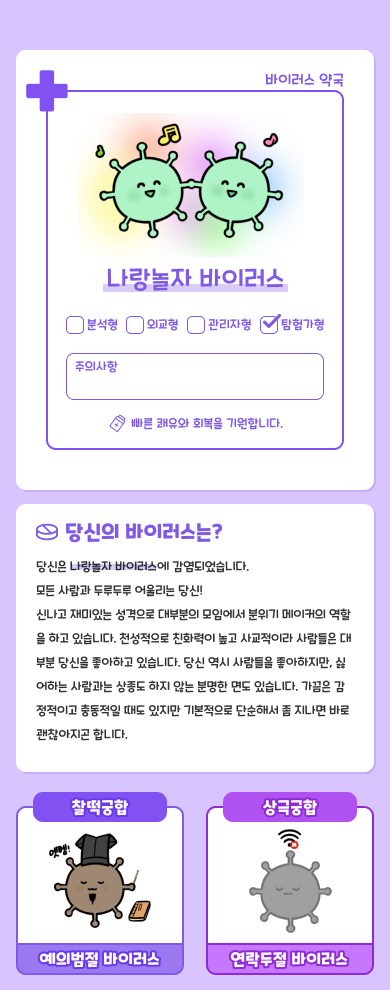 바이러스 약국
나랑놀자 바이러스
분석형 외교형 관리자형 탐험가형
주의사항
빠른 쾌유와 회복을 기원합니다.
당신의 바이러스는?
당신은 나랑놀자 바이러스에 감염되었습니다.
모든 사람과 두루두루 어울리는 당신!
신나고 재미있는 성격으로 대부분의 모임에서 분위기 메이커의 역할
을 하고 있습니다. 천성적으로 친화력이 높고 사교적이라 사람들은 대
부분 당신을 좋아하고 있습니다. 당신 역시 사람들을 좋아하지만, 싫
어하는 사람과는 상종도 하지 않는 분명한 면도 있습니다. 가끔은 감
정적이고 충동적일 때도 있지만 기본적으로 단순해서 좀 지나면 바로
괜찮아지곤 합니다.
찰떡궁합
상극궁합
엣헴!
예의범절 바이러스
연락두절 바이러스